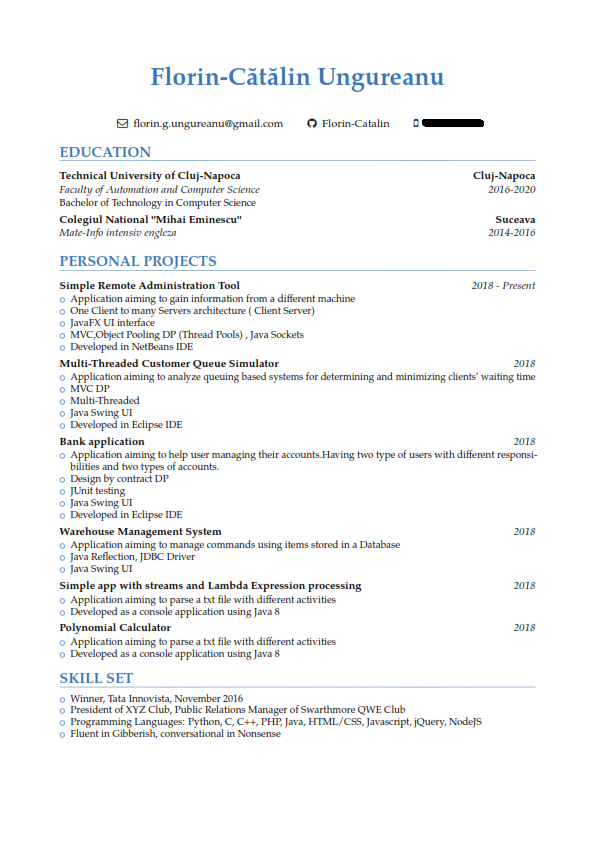 Florin-Cătălin Ungureanu
florin.g.ungureanu@gmail.com Florin-Catalin
EDUCATION
Technical University of Cluj-Napoca Cluj-Napoca
Faculty of Automation and Computer Science 2016-2020
Bachelor of Technology in Computer Science
Colegiul National "Mihai Eminescu" Suceava
Mate-Info intensiv engleza 2014-2016
PERSONAL PROJECTS
Simple Remote Administration Tool 2018 - Present
Application aiming to gain information from a different machine
One Client to many Servers architecture ( Client Server)
JavaFX UI interface
MVC,Object Pooling DP (Thread Pools) , Java Sockets
Developed in NetBeans IDE
Multi-Threaded Customer Queue Simulator 2018
Application aiming to analyze queuing based systems for determining and minimizing clients' waiting time
MVC DP
Multi-Threaded
Java Swing UI
Developed in Eclipse IDE
Bank application 2018
Application aiming to help user managing their accounts.Having two type of users with different responsi-
bilities and two types of accounts.
Design by contract DP
JUnit testing
Java Swing UI
Developed in Eclipse IDE
Warehouse Management System 2018
Application aiming to manage commands using items stored in a Database
Java Reflection, JDBC Driver
Java Swing UI
Simple app with streams and Lambda Expression processing 2018
Application aiming to parse a txt file with different activities
Developed as a console application using Java 8
Polynomial Calculator 2018
Application aiming to parse a txt file with different activities
Developed as a console application using Java 8
SKILL SET
Winner, Tata Innovista, November 2016
President of XYZ Club, Public Relations Manager of Swarthmore QWE Club
Programming Languages: Python, C, C++, PHP, Java, HTML/CSS, Javascript, jQuery, NodeJS
Fluent in Gibberish, conversational in Nonsense